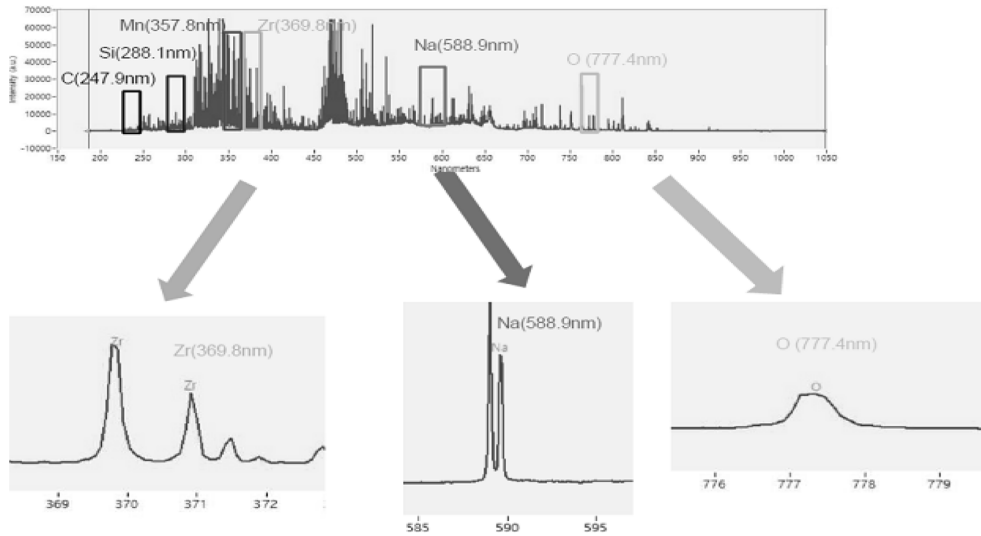 70000
60000
50000
40000
30000
20000
10000
0
-10000
Intensity (a.u.)
Mn(357.8nm)
Zr(369.8nm)
Si(288.1nm)
C(247.9nm)
Na(588.9nm)
O (777.4nm)
150 200 250 300 350 400 450 500 550 600 650 700 750 800 850 900 950 1000 1050
Nanometers
Zr
Zr(369.8nm)
Zr
369 370 371 372
Na(588.9nm)
Na
585 590 595
O (777.4nm)
O
776 777 778 779